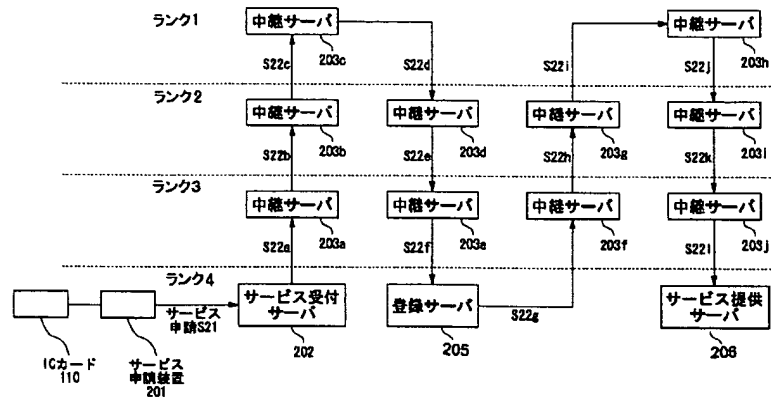 ランク1
中継サーバ
203c
中継サーバ
203h
S22c
S22d
S22i
S22j
ランク2
中継サーバ
203b
中継サーバ
203d
中継サーバ
203g
中継サーバ
203i
S22b
S22e
S22h
S22k
ランク3
中継サーバ
203a
中継サーバ
203e
中継サーバ
203f
中継サーバ
203j
S22a
S22f
S22l
ランク4
サービス受付
サーバ
202
登録サーバ
205
S22g
サービス提供
サーバ
206
サービス
申請S21
ICカード
110
サービス
申請装置
201